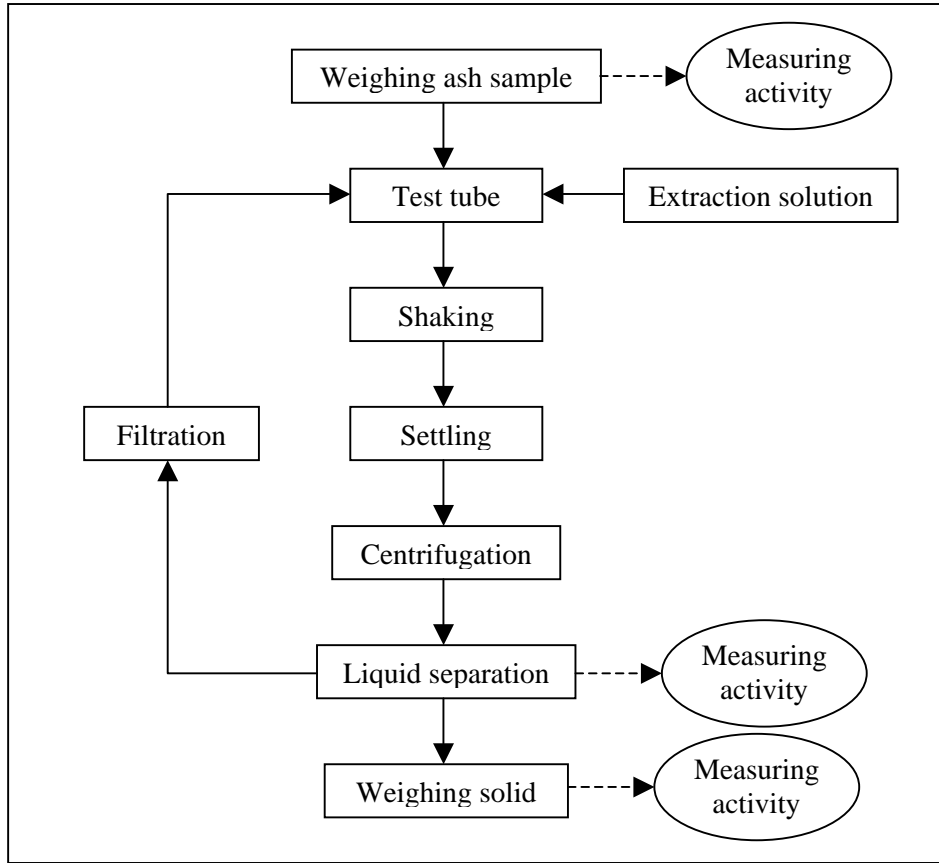 Weighing ash sample
Measuring
activity
Test tube
Extraction solution
Shaking
Filtration
Settling
Centrifugation
Liquid separation
Measuring
activity
Weighing solid
Measuring
activity